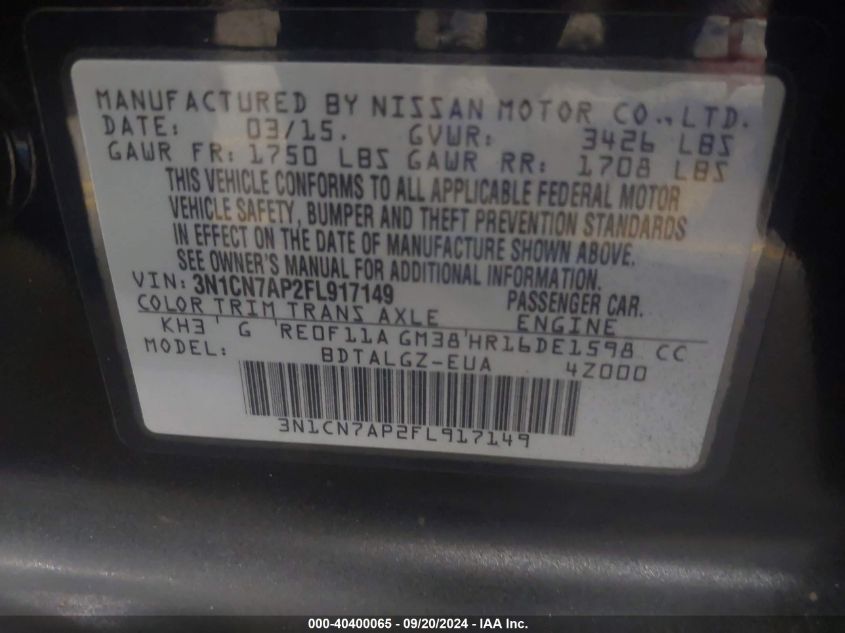 MANUFACTURED BY NISSAN MOTOR CO.,LTD.
DATE: 03/15. GVWR: 3426 LBS
GAWR FR: 1750 LBS GAWR RR: 1708 LBS
THIS VEHICLE CONFORMS TO ALL APPLICABLE FEDERAL MOTOR
VEHICLE SAFETY, BUMPER AND THEFT PREVENTION STANDARDS
IN EFFECT ON THE DATE OF MANUFACTURE SHOWN ABOVE.
SEE OWNER'S MANUAL FOR ADDITIONAL INFORMATION.
VIN: 3N1CN7AP2FL917149 PASSENGER CAR.
COLOR TRIM TRANS AXLE ENGINE
KH3 ' G 'RE0F11A GM38'HR16DE1598 CC
MODEL: BDTALGZ-EUA 4Z000
3N1CN7AP2FL917149
000-40400065 - 09/20/2024 - IAA Inc.